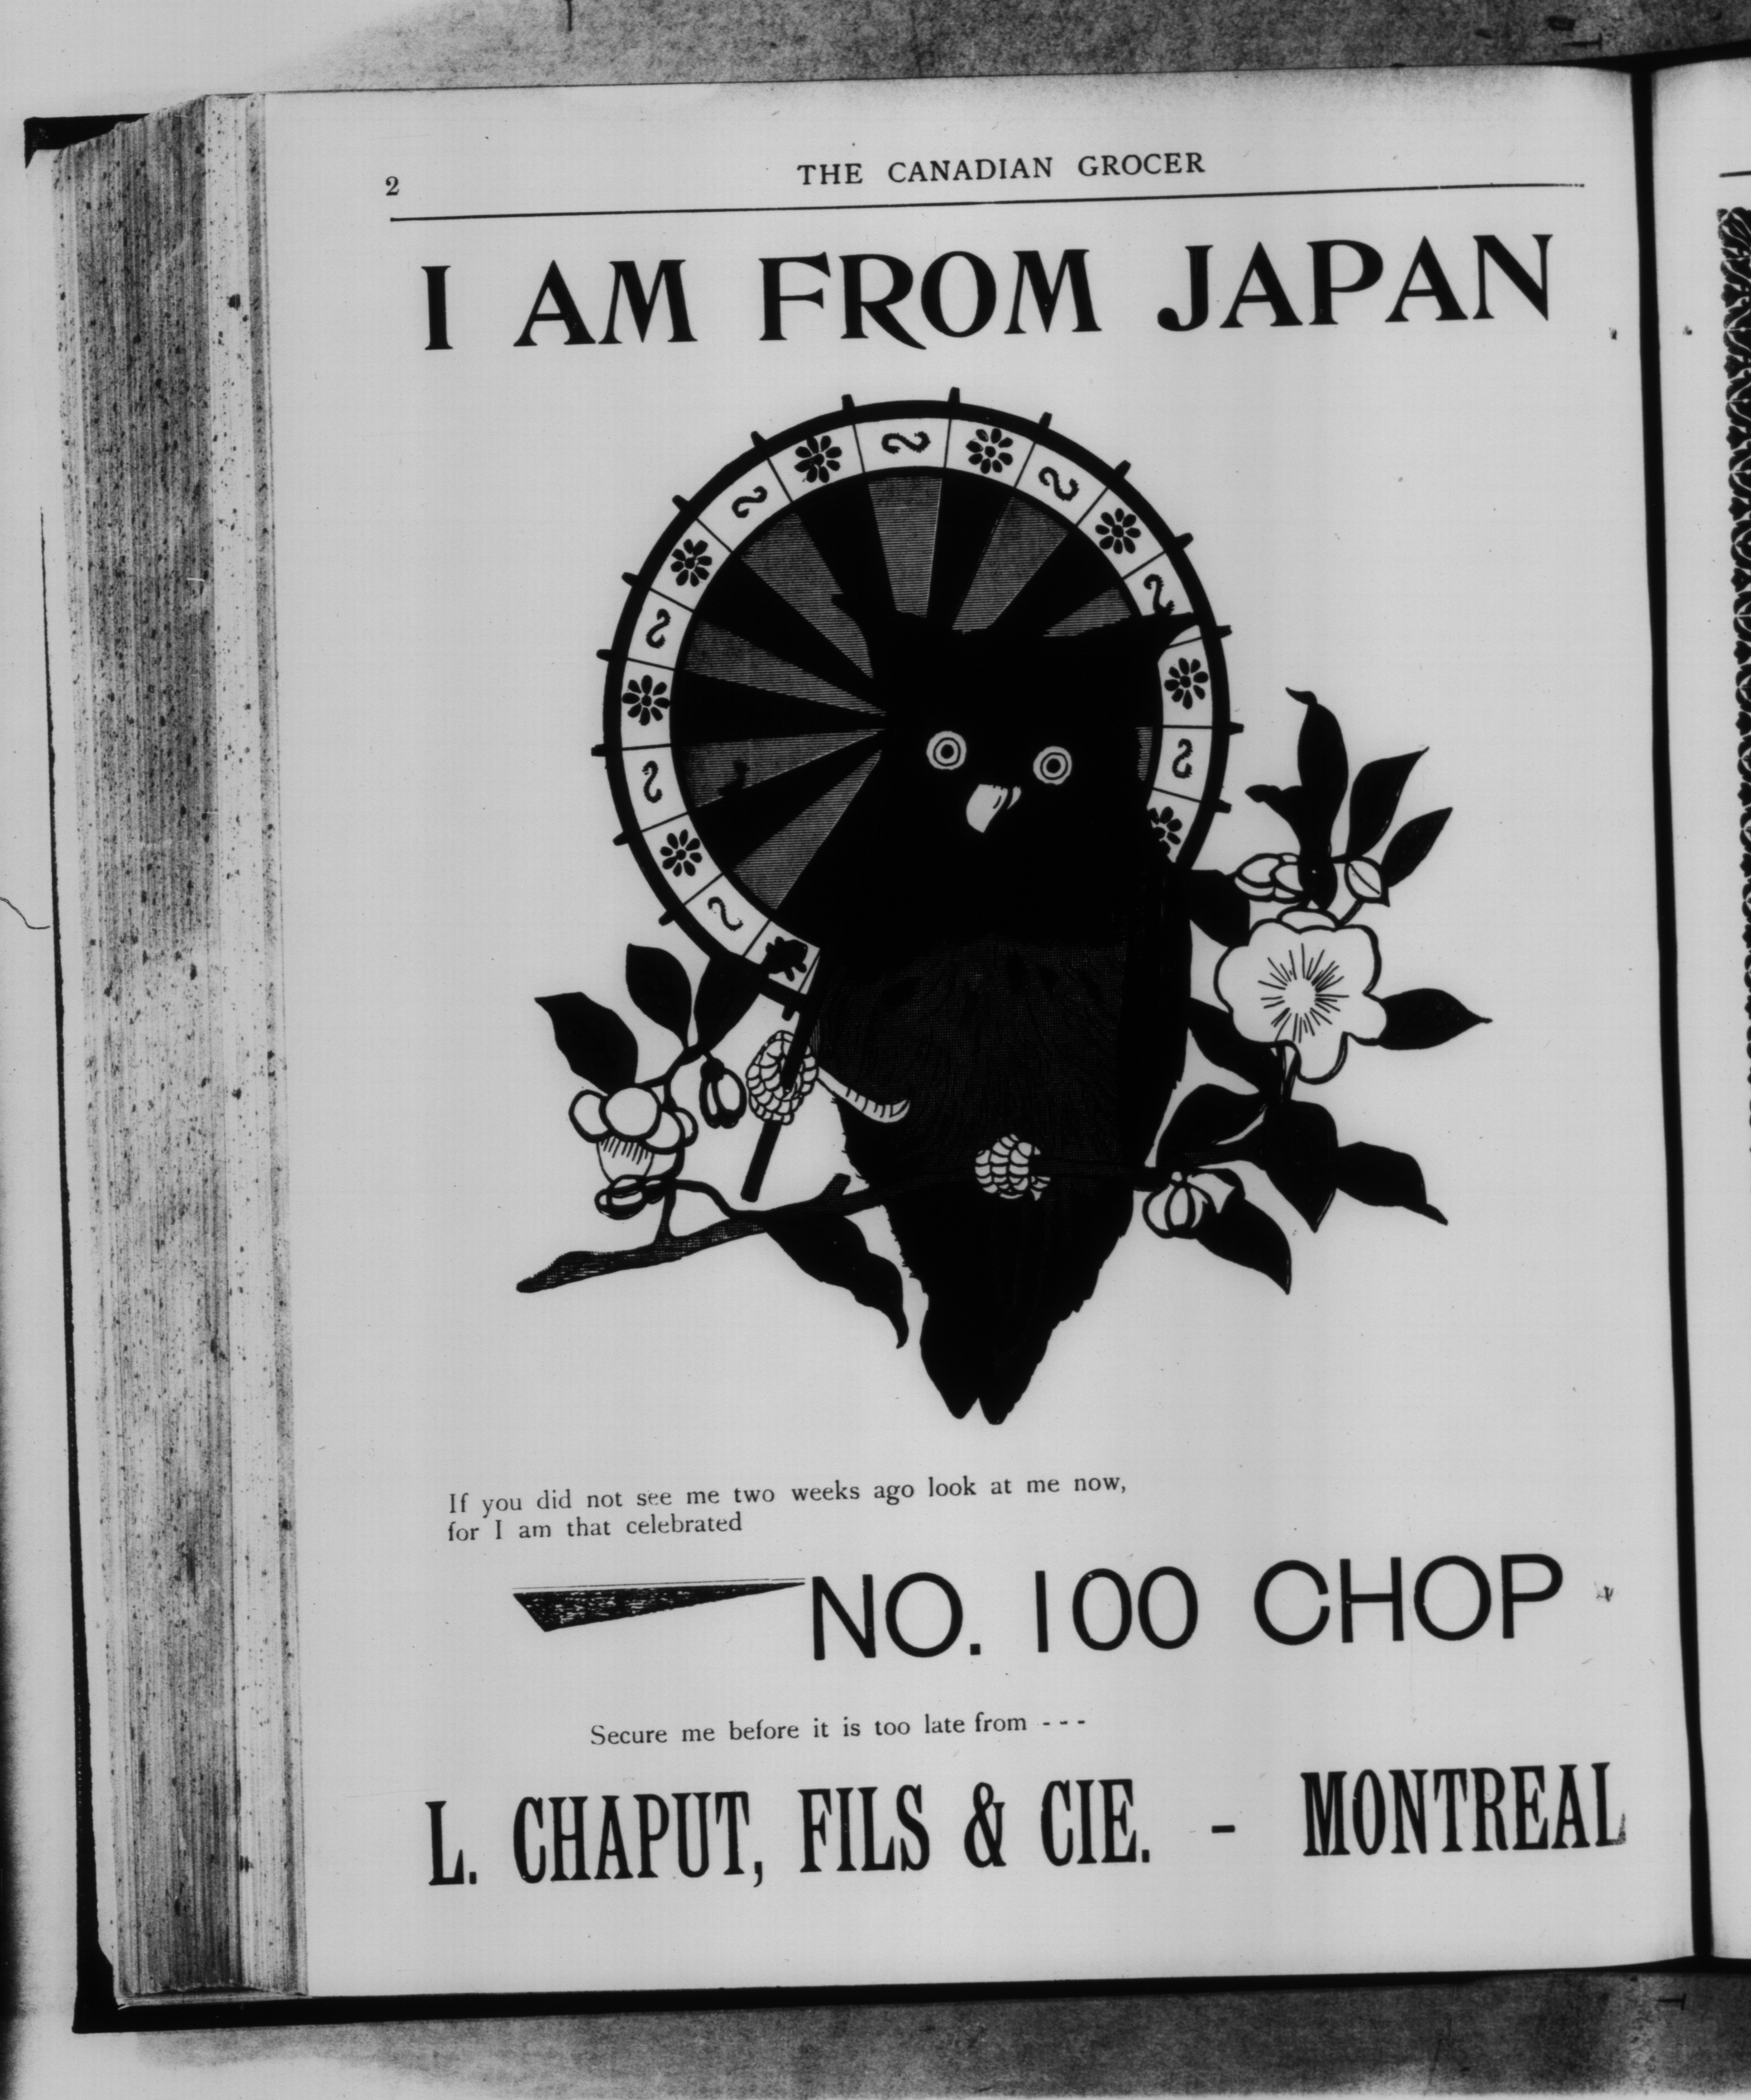 2
THE CANADIAN GROCER
I AM FROM JAPAN
If you did not see me two weeks ago look at me now,
for I am that celebrated
NO. 100 CHOP
Secure me before it is too late from - - -
L. CHAPUT, FILS & CIE. - MONTREAL